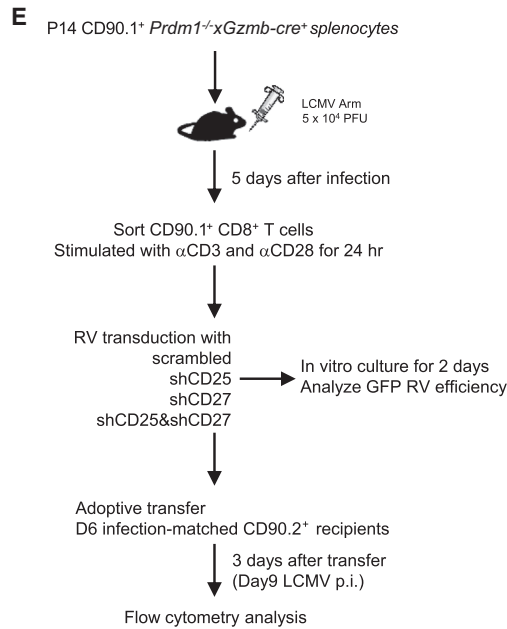 E
P14 CD90.1⁺ Prdm1⁻/⁻xGzmb-cre⁺ splenocytes
LCMV Arm
5 x 10⁴ PFU
5 days after infection
Sort CD90.1⁺ CD8⁺ T cells
Stimulated with αCD3 and αCD28 for 24 hr
RV transduction with
scrambled
shCD25
shCD27
shCD25&shCD27
In vitro culture for 2 days
Analyze GFP RV efficiency
Adoptive transfer
D6 infection-matched CD90.2⁺ recipients
3 days after transfer
(Day9 LCMV p.i.)
Flow cytometry analysis